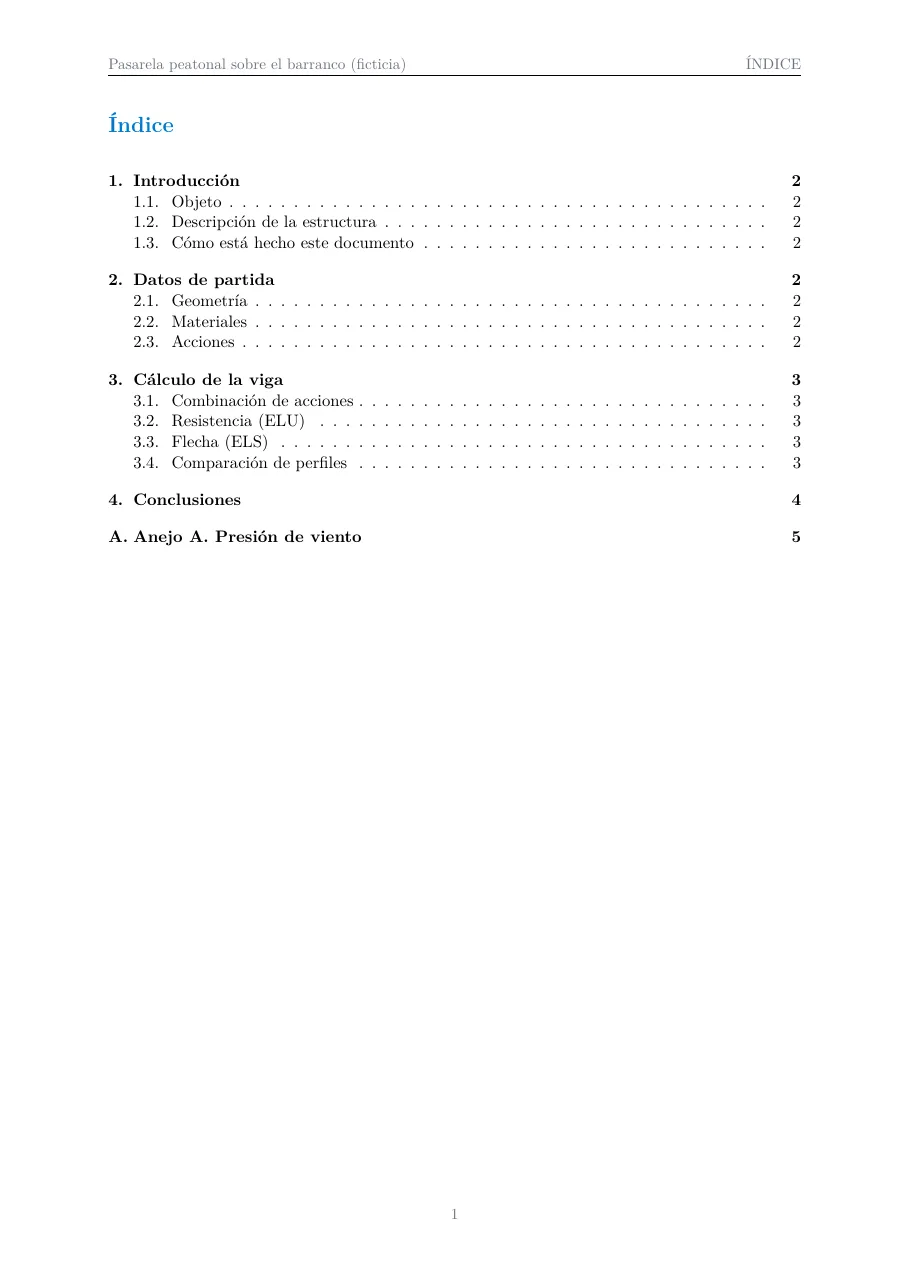 Pasarela peatonal sobre el barranco (ficticia) ÍNDICE
Índice
1. Introducción 2
1.1. Objeto . . . . . . . . . . . . . . . . . . . . . . . . . . . . . . . . . . . . . . . . . . 2
1.2. Descripción de la estructura . . . . . . . . . . . . . . . . . . . . . . . . . . . . . . 2
1.3. Cómo está hecho este documento . . . . . . . . . . . . . . . . . . . . . . . . . . . 2
2. Datos de partida 2
2.1. Geometría . . . . . . . . . . . . . . . . . . . . . . . . . . . . . . . . . . . . . . . . 2
2.2. Materiales . . . . . . . . . . . . . . . . . . . . . . . . . . . . . . . . . . . . . . . . 2
2.3. Acciones . . . . . . . . . . . . . . . . . . . . . . . . . . . . . . . . . . . . . . . . . 2
3. Cálculo de la viga 3
3.1. Combinación de acciones . . . . . . . . . . . . . . . . . . . . . . . . . . . . . . . . 3
3.2. Resistencia (ELU) . . . . . . . . . . . . . . . . . . . . . . . . . . . . . . . . . . . 3
3.3. Flecha (ELS) . . . . . . . . . . . . . . . . . . . . . . . . . . . . . . . . . . . . . . 3
3.4. Comparación de perfiles . . . . . . . . . . . . . . . . . . . . . . . . . . . . . . . . 3
4. Conclusiones 4
A. Anejo A. Presión de viento 5
1